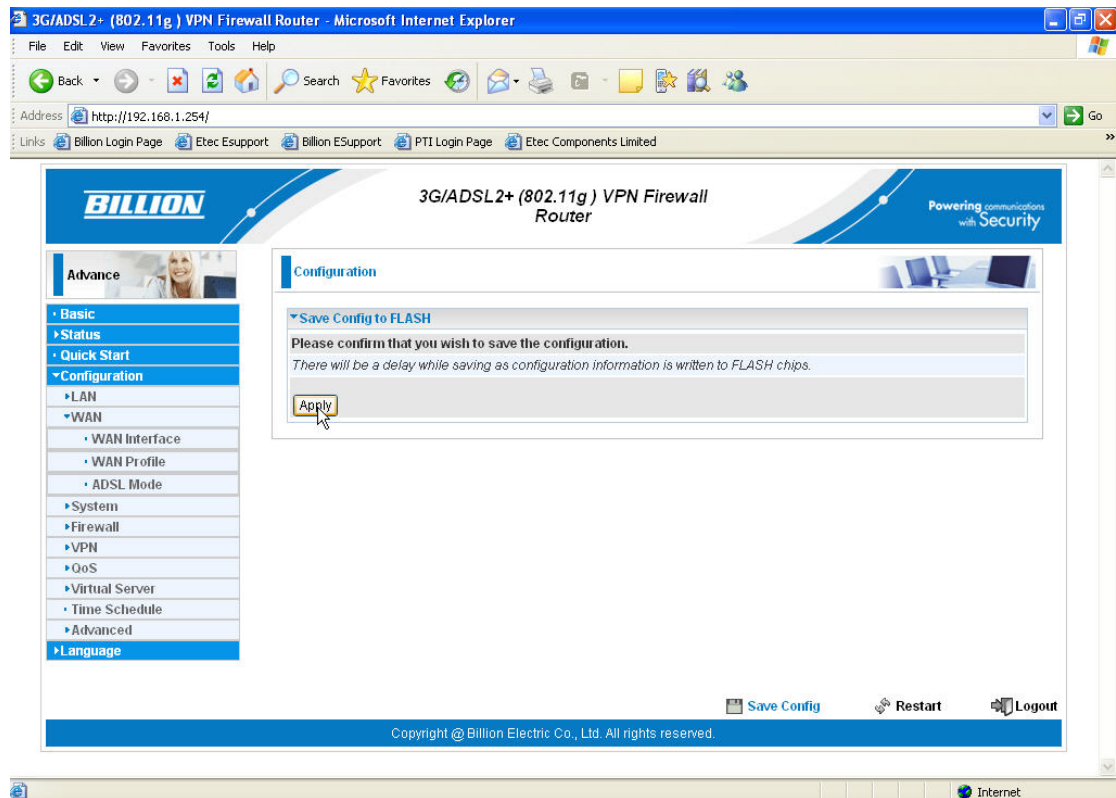 3G/ADSL2+ (802.11g ) VPN Firewall Router - Microsoft Internet Explorer
File Edit View Favorites Tools Help
Back Search Favorites
Address http://192.168.1.254/ Go
Links Billion Login Page Etec Esupport Billion ESupport PTI Login Page Etec Components Limited »
BILLION
3G/ADSL2+ (802.11g ) VPN Firewall
Router
Powering communications
with Security
Advance
Configuration
Basic
Status
Quick Start
Configuration
LAN
WAN
WAN Interface
WAN Profile
ADSL Mode
System
Firewall
VPN
QoS
Virtual Server
Time Schedule
Advanced
Language
Save Config to FLASH
Please confirm that you wish to save the configuration.
There will be a delay while saving as configuration information is written to FLASH chips.
Apply
Save Config Restart Logout
Copyright @ Billion Electric Co., Ltd. All rights reserved.
Internet